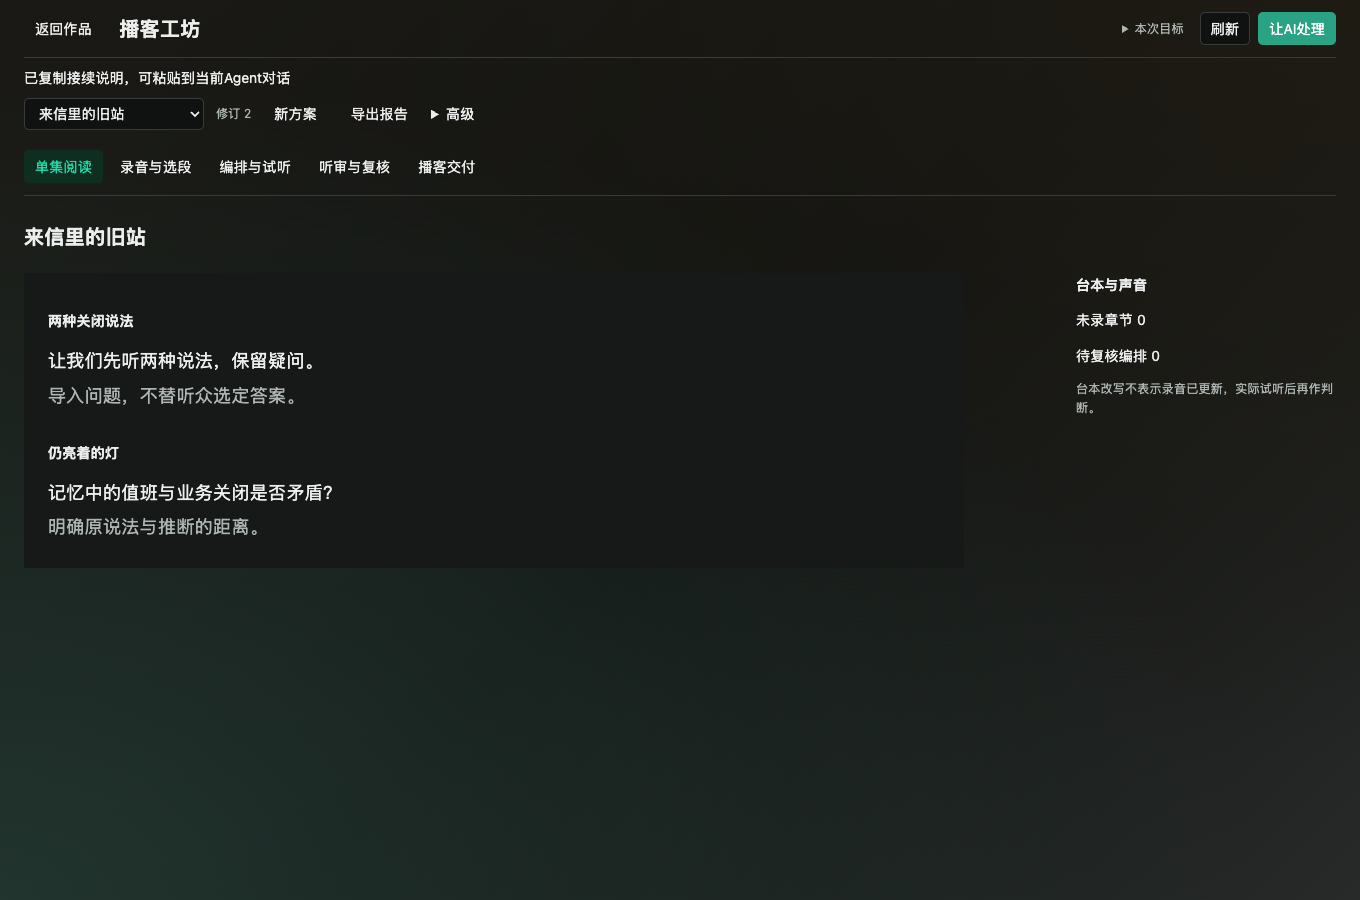 返回作品
播客工坊
本次目标
刷新
让AI处理
已复制接续说明，可粘贴到当前Agent对话
来信里的旧站
修订 2
新方案
导出报告
高级
单集阅读
录音与选段
编排与试听
听审与复核
播客交付
来信里的旧站
两种关闭说法
让我们先听两种说法，保留疑问。
导入问题，不替听众选定答案。
仍亮着的灯
记忆中的值班与业务关闭是否矛盾？
明确原说法与推断的距离。
台本与声音
未录章节 0
待复核编排 0
台本改写不表示录音已更新，实际试听后再作判
断。